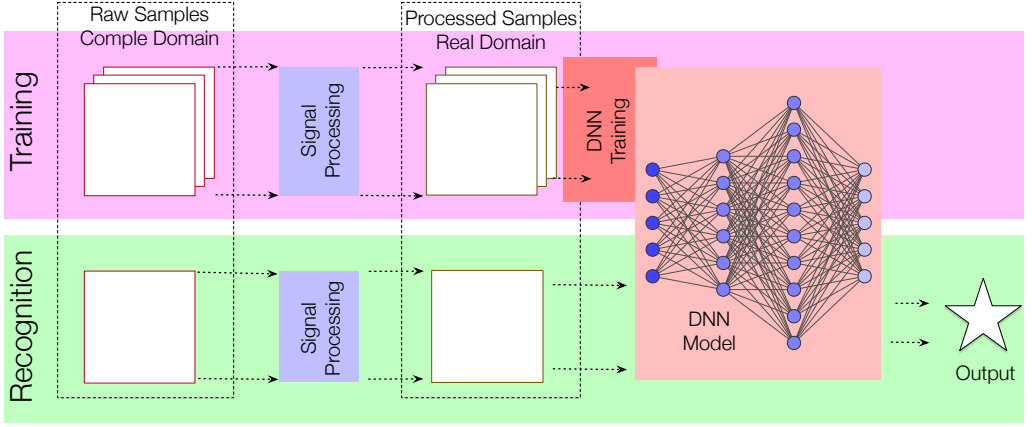 Raw Samples
Comple Domain
Processed Samples
Real Domain
Training
Signal
Processing
DNN
Training
Recognition
Signal
Processing
DNN
Model
Output